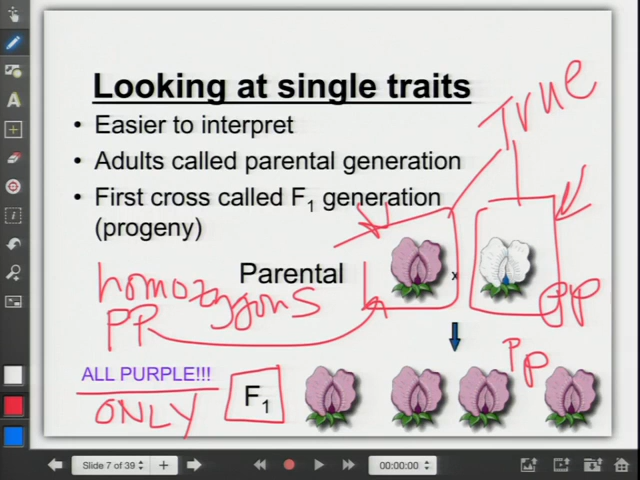 Looking at single traits
• Easier to interpret
• Adults called parental generation
• First cross called F1 generation
(progeny)
True
Parental
x
homozygous
PP
pp
ALL PURPLE!!!
ONLY
F1
Pp
Slide 7 of 39
00:00:00